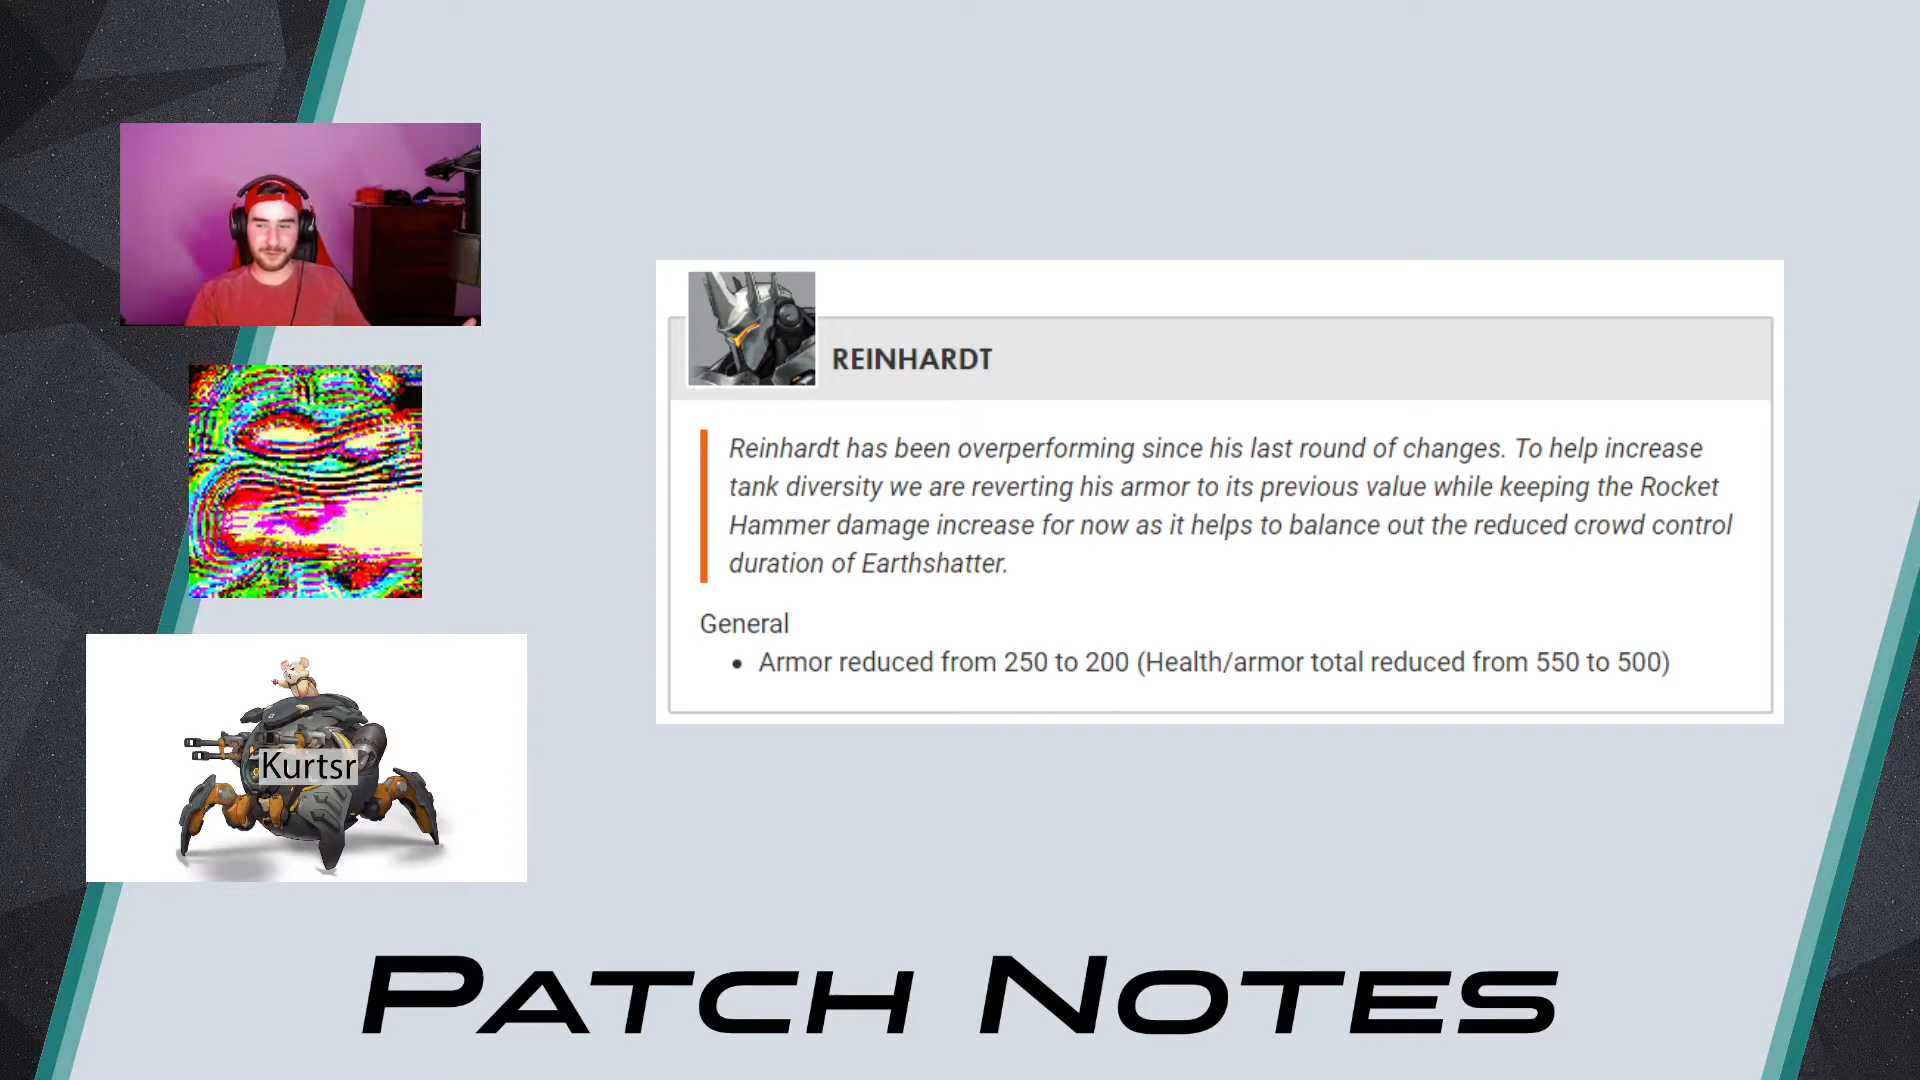 REINHARDT
Reinhardt has been overperforming since his last round of changes. To help increase
tank diversity we are reverting his armor to its previous value while keeping the Rocket
Hammer damage increase for now as it helps to balance out the reduced crowd control
duration of Earthshatter.
General
• Armor reduced from 250 to 200 (Health/armor total reduced from 550 to 500)
Kurtsr
PATCH NOTES